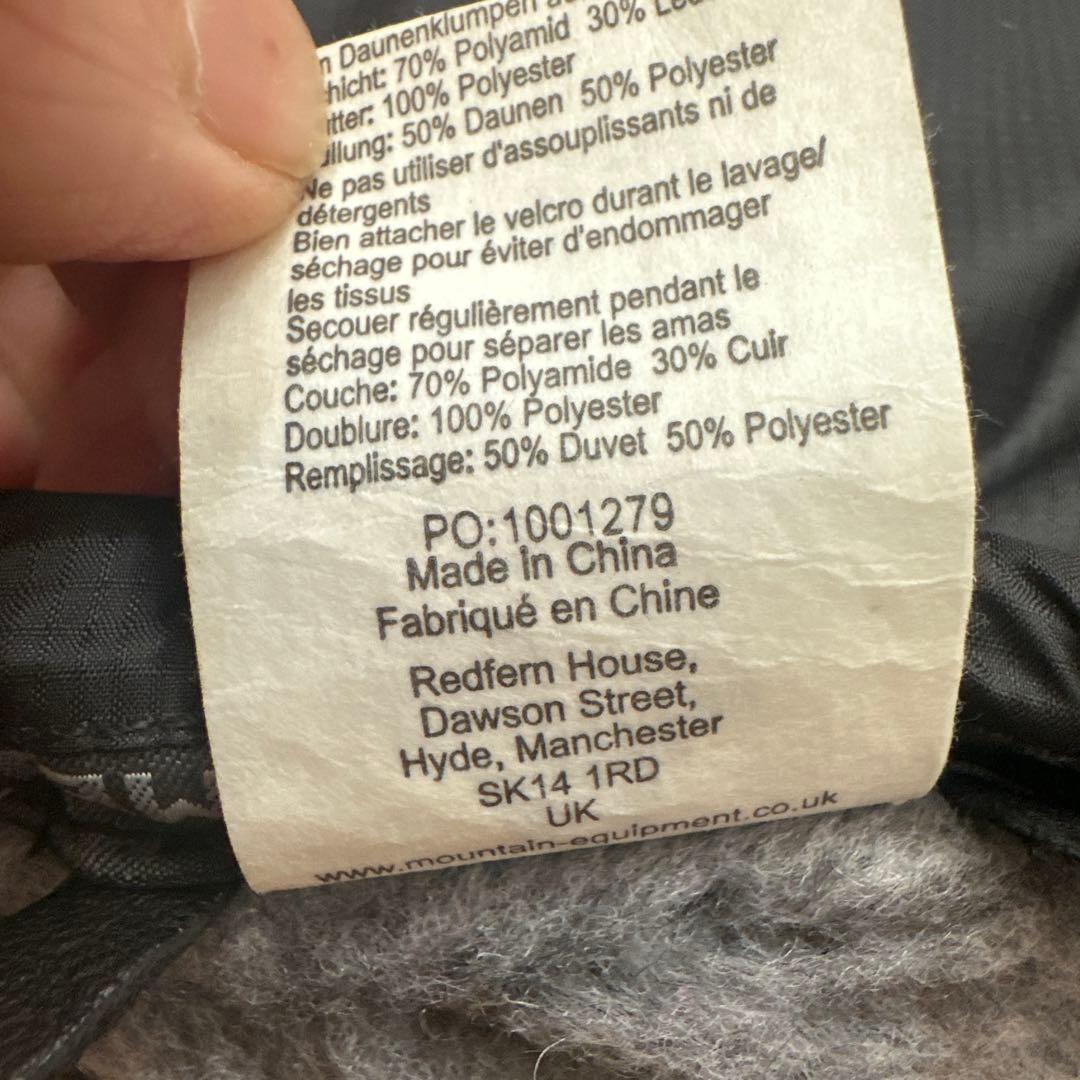 Daunenklumpen
70% Polyamid 30%
100% Polyester
50% Daunen 50% Polyester
Ne pas utiliser d'assouplissants ni de
détergents
Bien attacher le velcro durant le lavage/
séchage pour éviter d'endommager
les tissus
Secouer régulièrement pendant le
séchage pour séparer les amas
Couche: 70% Polyamide 30% Cuir
Doublure: 100% Polyester
Remplissage: 50% Duvet 50% Polyester
PO:1001279
Made in China
Fabriqué en Chine
Redfern House,
Dawson Street,
Hyde, Manchester
SK14 1RD
UK
www.mountain-equipment.co.uk